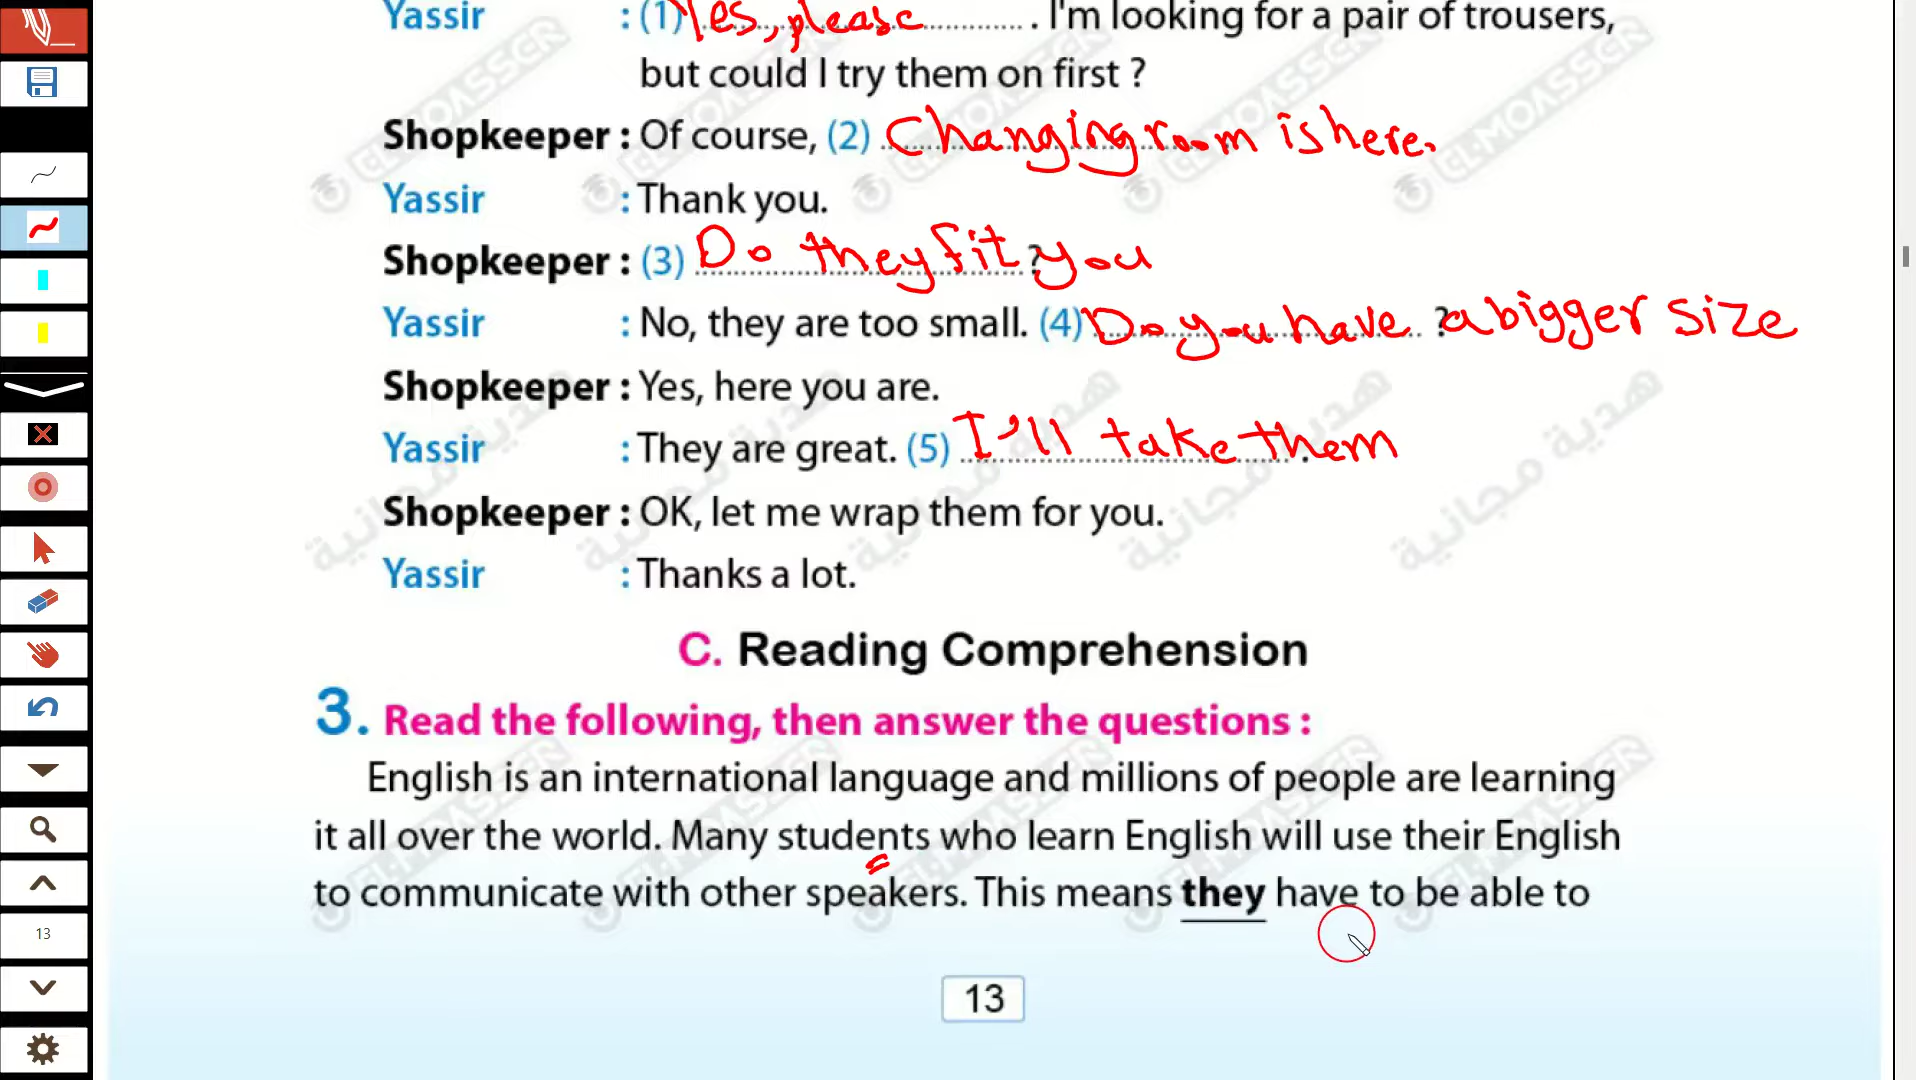 Yassir : (1) Yes, please . I'm looking for a pair of trousers,
but could I try them on first ?
Shopkeeper : Of course, (2) Changing room is here.
Yassir : Thank you.
Shopkeeper : (3) Do they fit you ?
Yassir : No, they are too small. (4) Do you have a bigger size ?
Shopkeeper : Yes, here you are.
Yassir : They are great. (5) I'll take them .
Shopkeeper : OK, let me wrap them for you.
Yassir : Thanks a lot.
C. Reading Comprehension
3. Read the following, then answer the questions :
English is an international language and millions of people are learning
it all over the world. Many students who learn English will use their English
to communicate with other speakers. This means they have to be able to
13
13
ELMOASSER
هدية مجانية